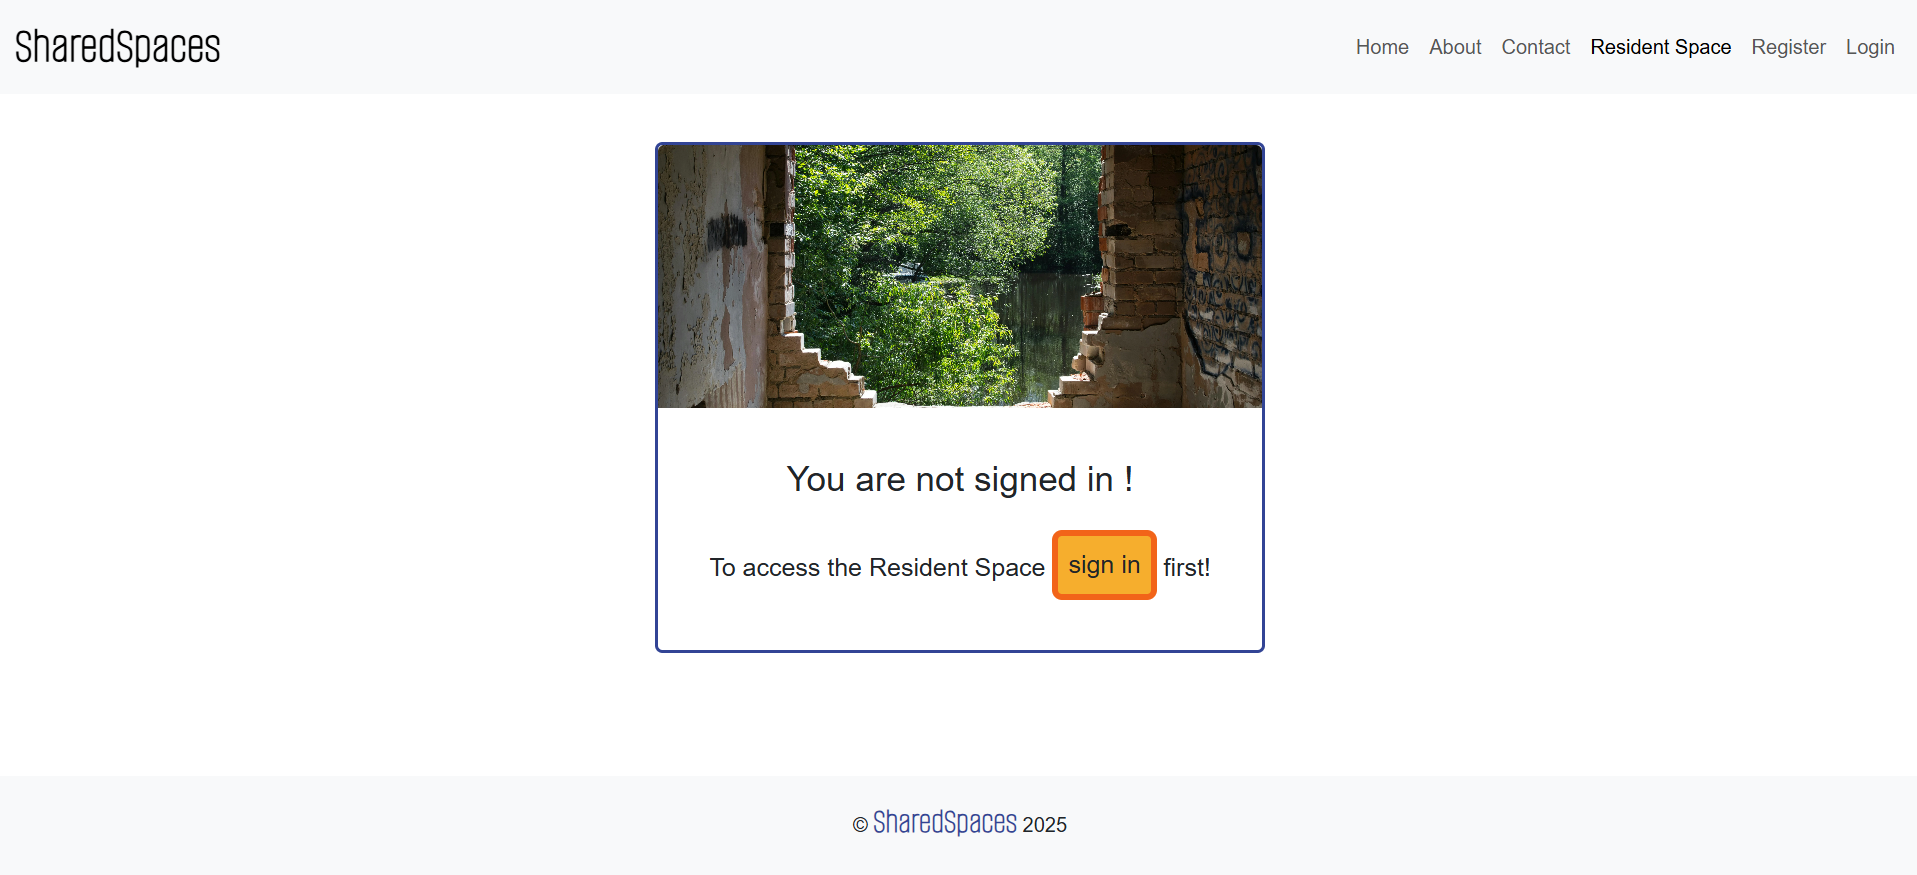 SharedSpaces
Home About Contact Resident Space Register Login
You are not signed in !
To access the Resident Space sign in first!
© SharedSpaces 2025